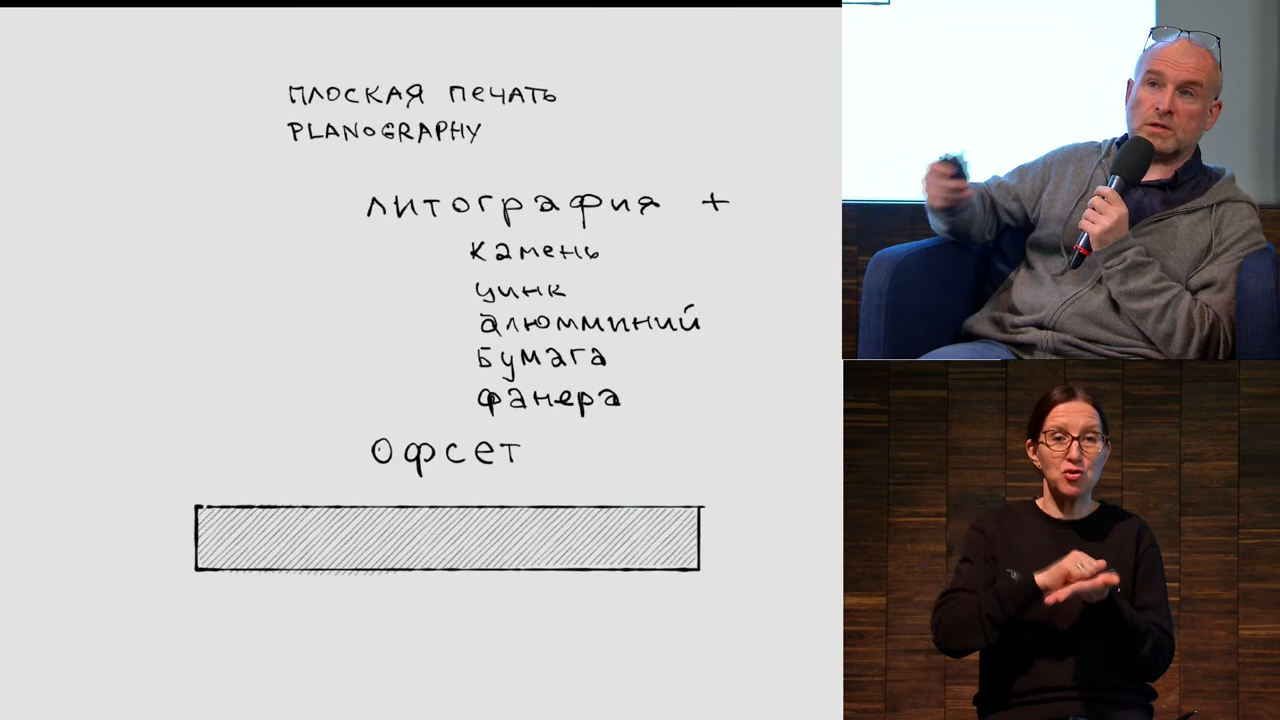 ПЛОСКАЯ ПЕЧАТЬ
PLANOGRAPHY
литография +
камень
цинк
алюмминий
бумага
фанера
офсет